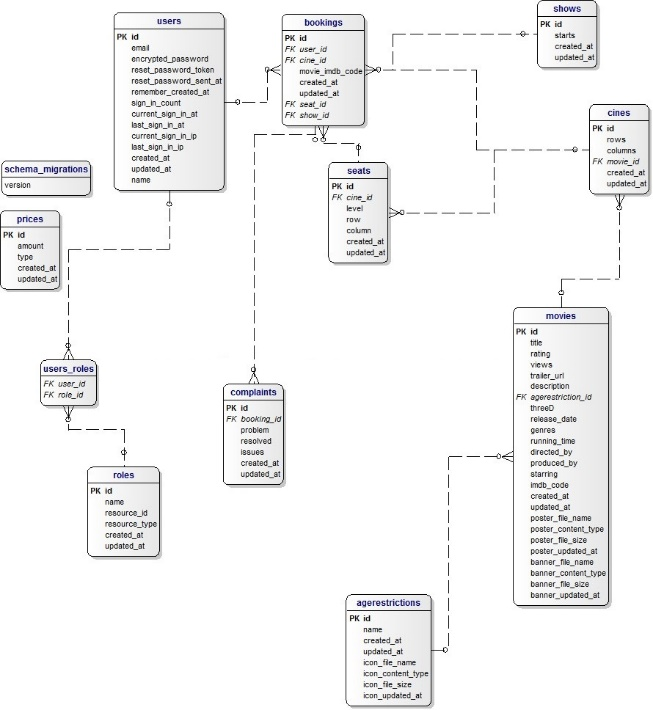 users
PK id
email
encrypted_password
reset_password_token
reset_password_sent_at
remember_created_at
sign_in_count
current_sign_in_at
last_sign_in_at
current_sign_in_ip
last_sign_in_ip
created_at
updated_at
name
bookings
PK id
FK user_id
FK cine_id
movie_imdb_code
created_at
updated_at
FK seat_id
FK show_id
shows
PK id
starts
created_at
updated_at
cines
PK id
rows
columns
FK movie_id
created_at
updated_at
schema_migrations
version
seats
PK id
FK cine_id
level
row
column
created_at
updated_at
prices
PK id
amount
type
created_at
updated_at
movies
PK id
title
rating
views
trailer_url
description
FK agerestriction_id
threeD
release_date
genres
running_time
directed_by
produced_by
starring
imdb_code
created_at
updated_at
poster_file_name
poster_content_type
poster_file_size
poster_updated_at
banner_file_name
banner_content_type
banner_file_size
banner_updated_at
users_roles
FK user_id
FK role_id
complaints
PK id
FK booking_id
problem
resolved
issues
created_at
updated_at
roles
PK id
name
resource_id
resource_type
created_at
updated_at
agerestrictions
PK id
name
created_at
updated_at
icon_file_name
icon_content_type
icon_file_size
icon_updated_at